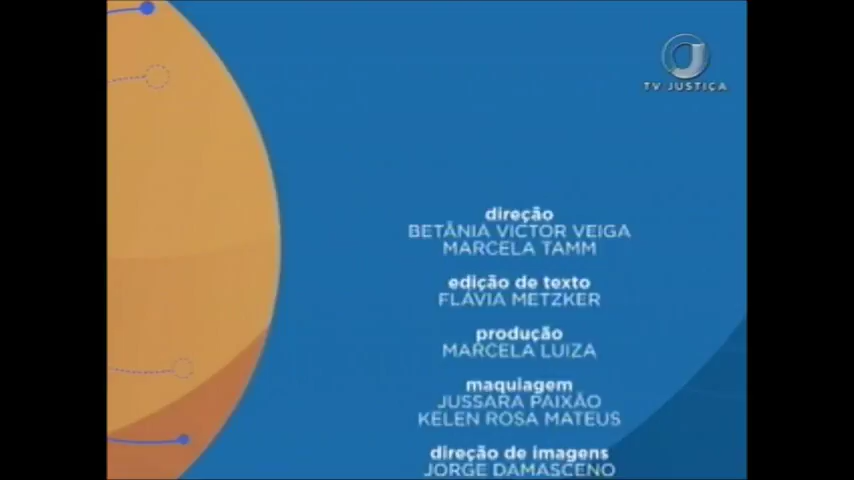 TV JUSTIÇA
direção
BETÂNIA VICTOR VEIGA
MARCELA TAMM
edição de texto
FLÁVIA METZKER
produção
MARCELA LUIZA
maquiagem
JUSSARA PAIXÃO
KELEN ROSA MATEUS
direção de imagens
JORGE DAMASCENO